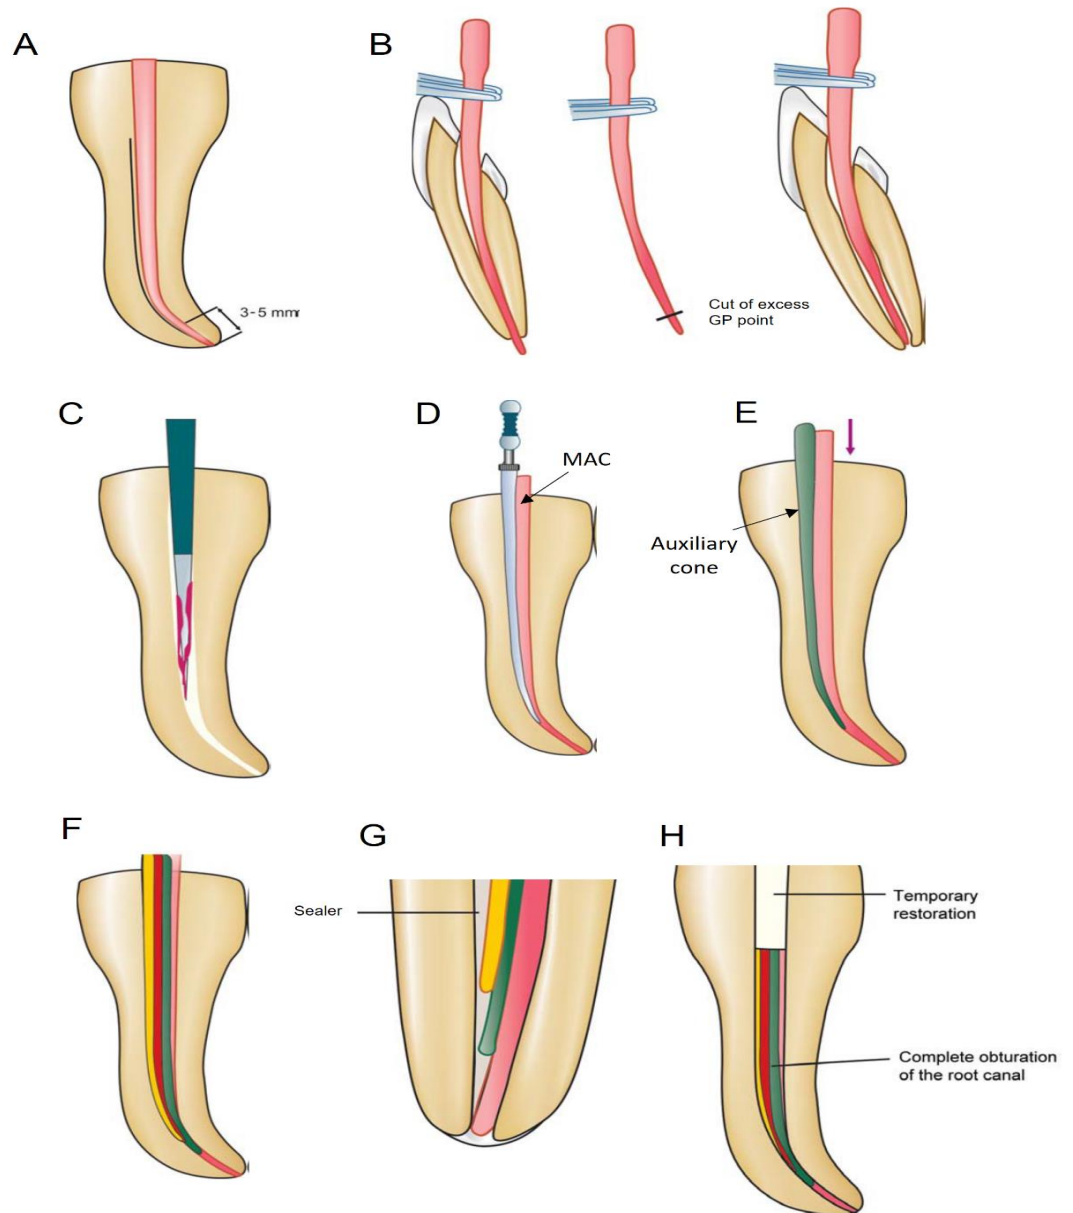 A
B
3-5 mm
Cut of excess
GP point
C
D
E
MAC
Auxiliary
cone
F
G
H
Sealer
Temporary
restoration
Complete obturation
of the root canal